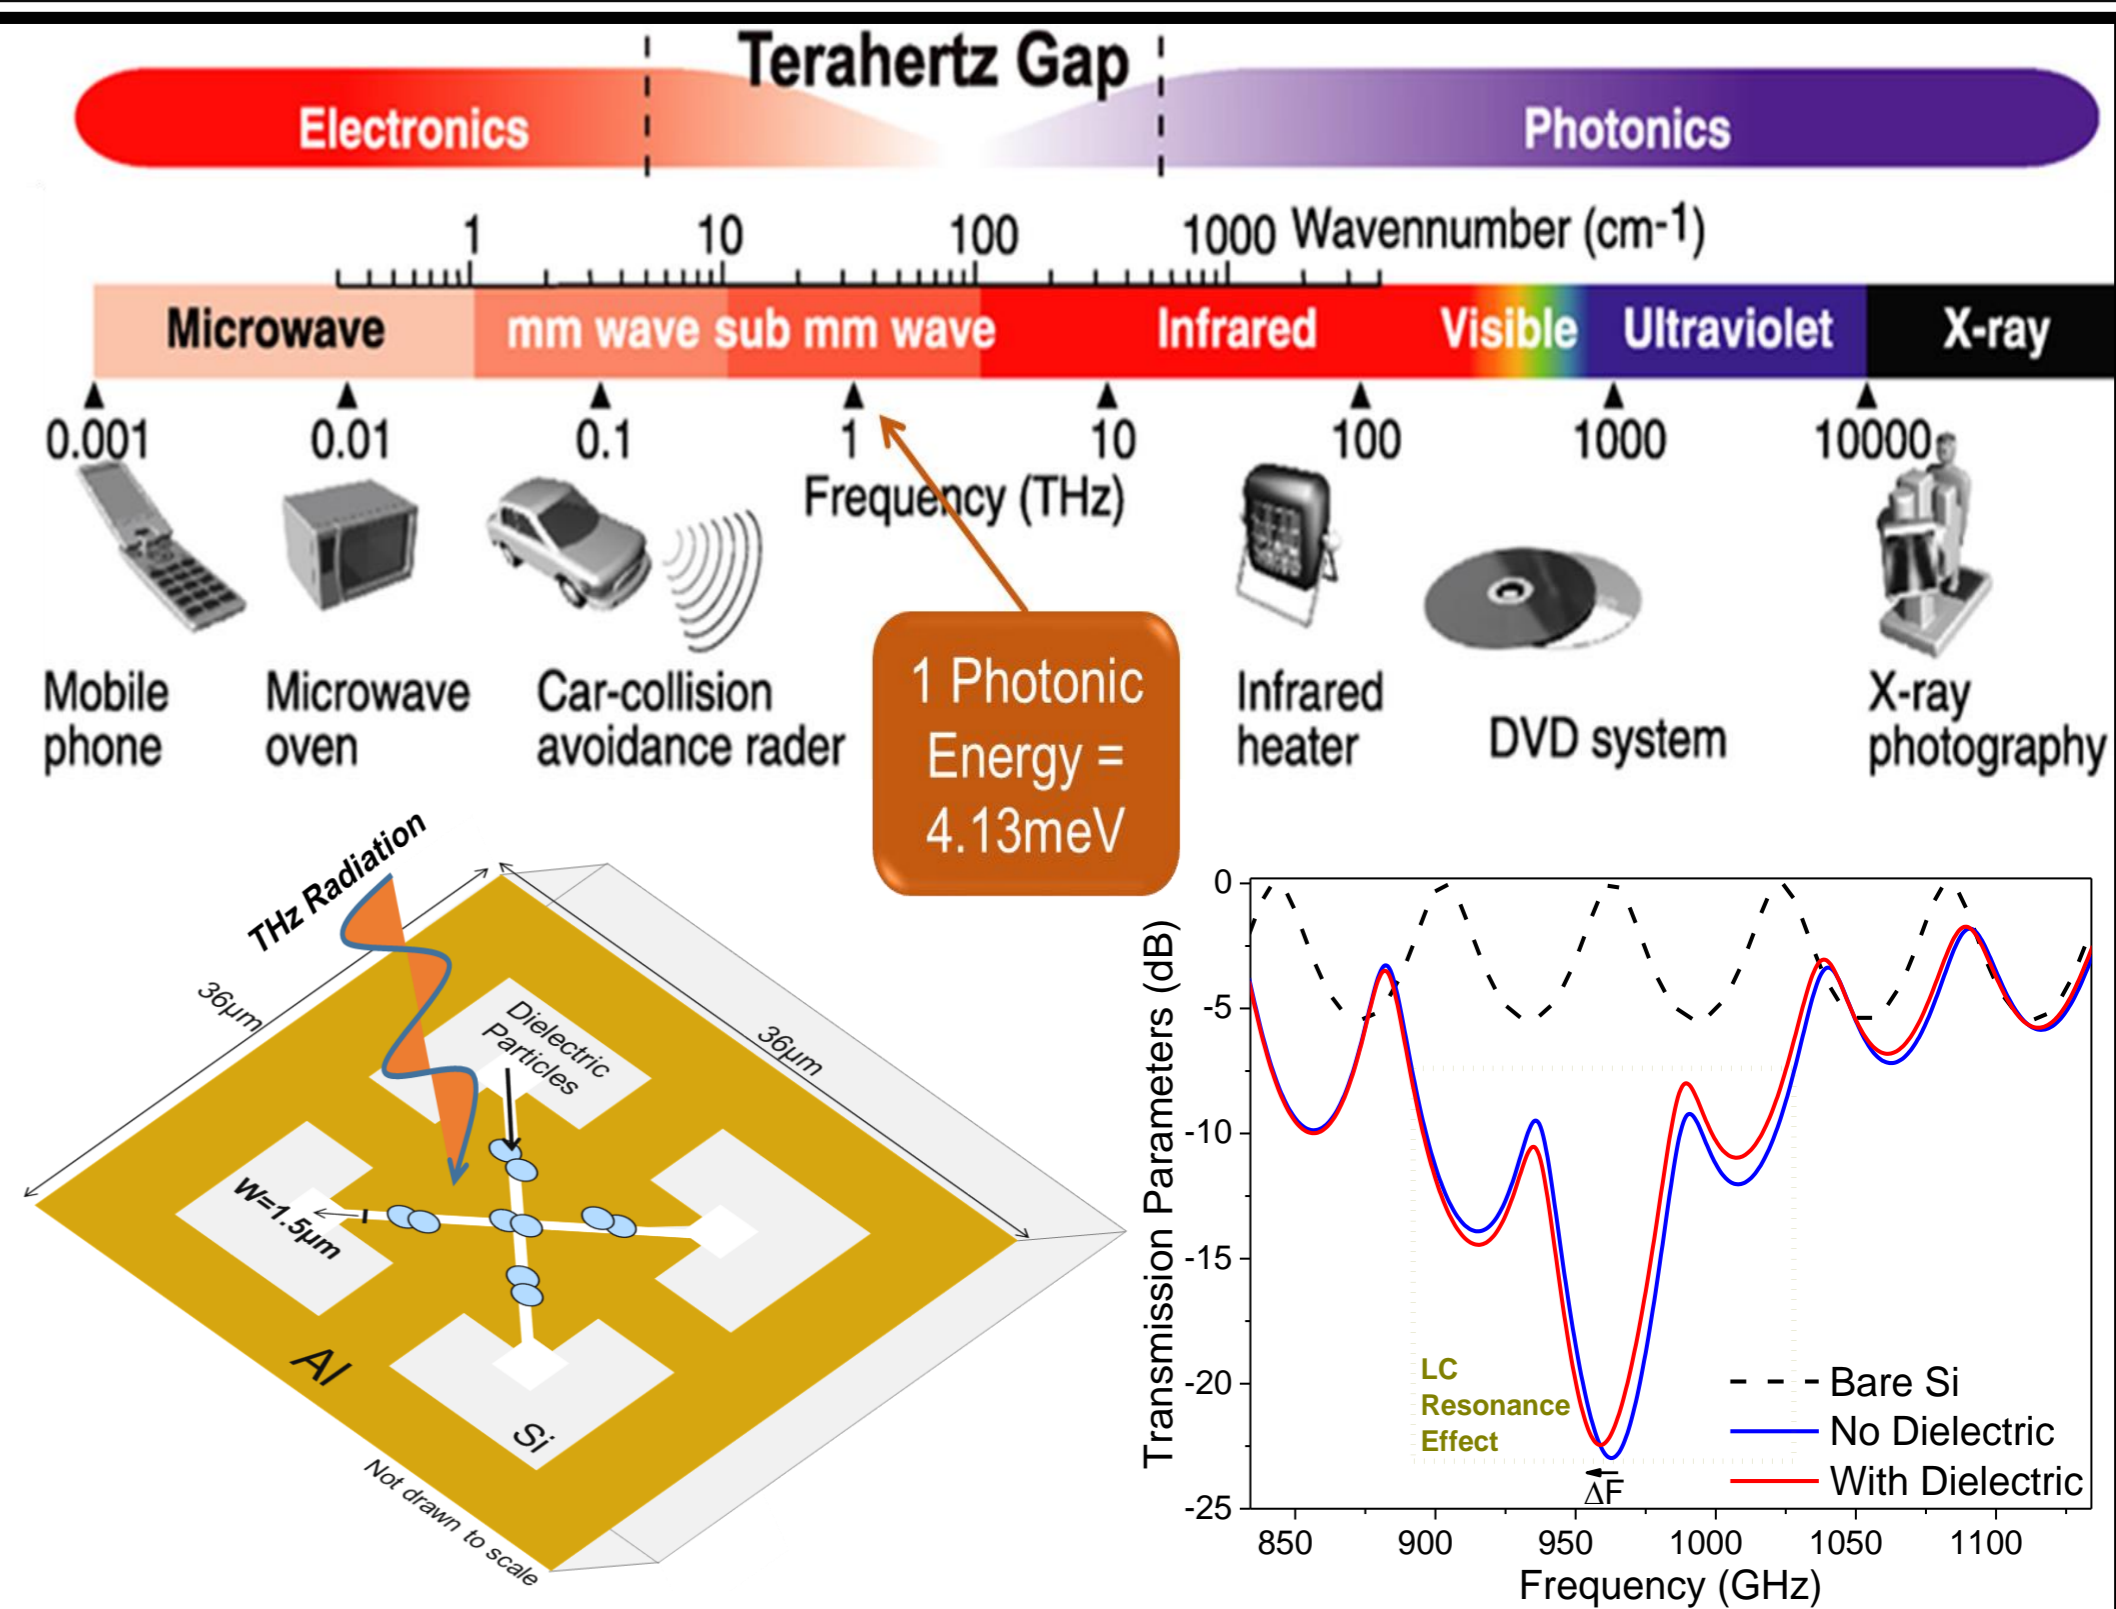 Terahertz Gap
Electronics
Photonics
1 10 100 1000 Wavennumber (cm-1)
Microwave mm wave sub mm wave Infrared Visible Ultraviolet X-ray
0.001 0.01 0.1 1 10 100 1000 10000
Frequency (THz)
Mobile
phone
Microwave
oven
Car-collision
avoidance rader
1 Photonic
Energy =
4.13meV
Infrared
heater
DVD system
X-ray
photography
THz Radiation
36µm
36µm
Dielectric
Particles
W=1.5µm
Al
Si
Not drawn to scale
Transmission Parameters (dB)
0
-5
-10
-15
-20
-25
LC
Resonance
Effect
ΔF
Bare Si
No Dielectric
With Dielectric
850 900 950 1000 1050 1100
Frequency (GHz)